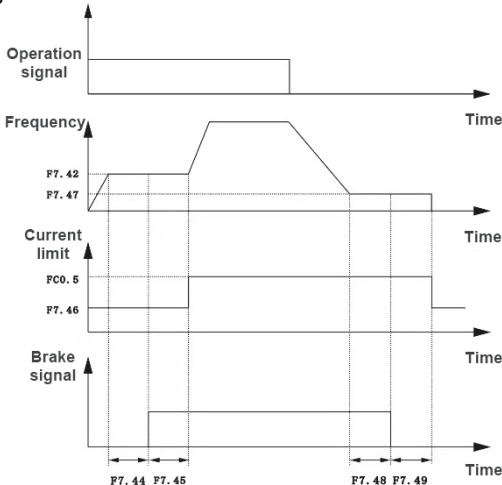 Operation
signal
Time
Frequency
F7.42
F7.47
Time
Current
limit
FC0.5
F7.46
Time
Brake
signal
Time
F7.44 F7.45 F7.48 F7.49